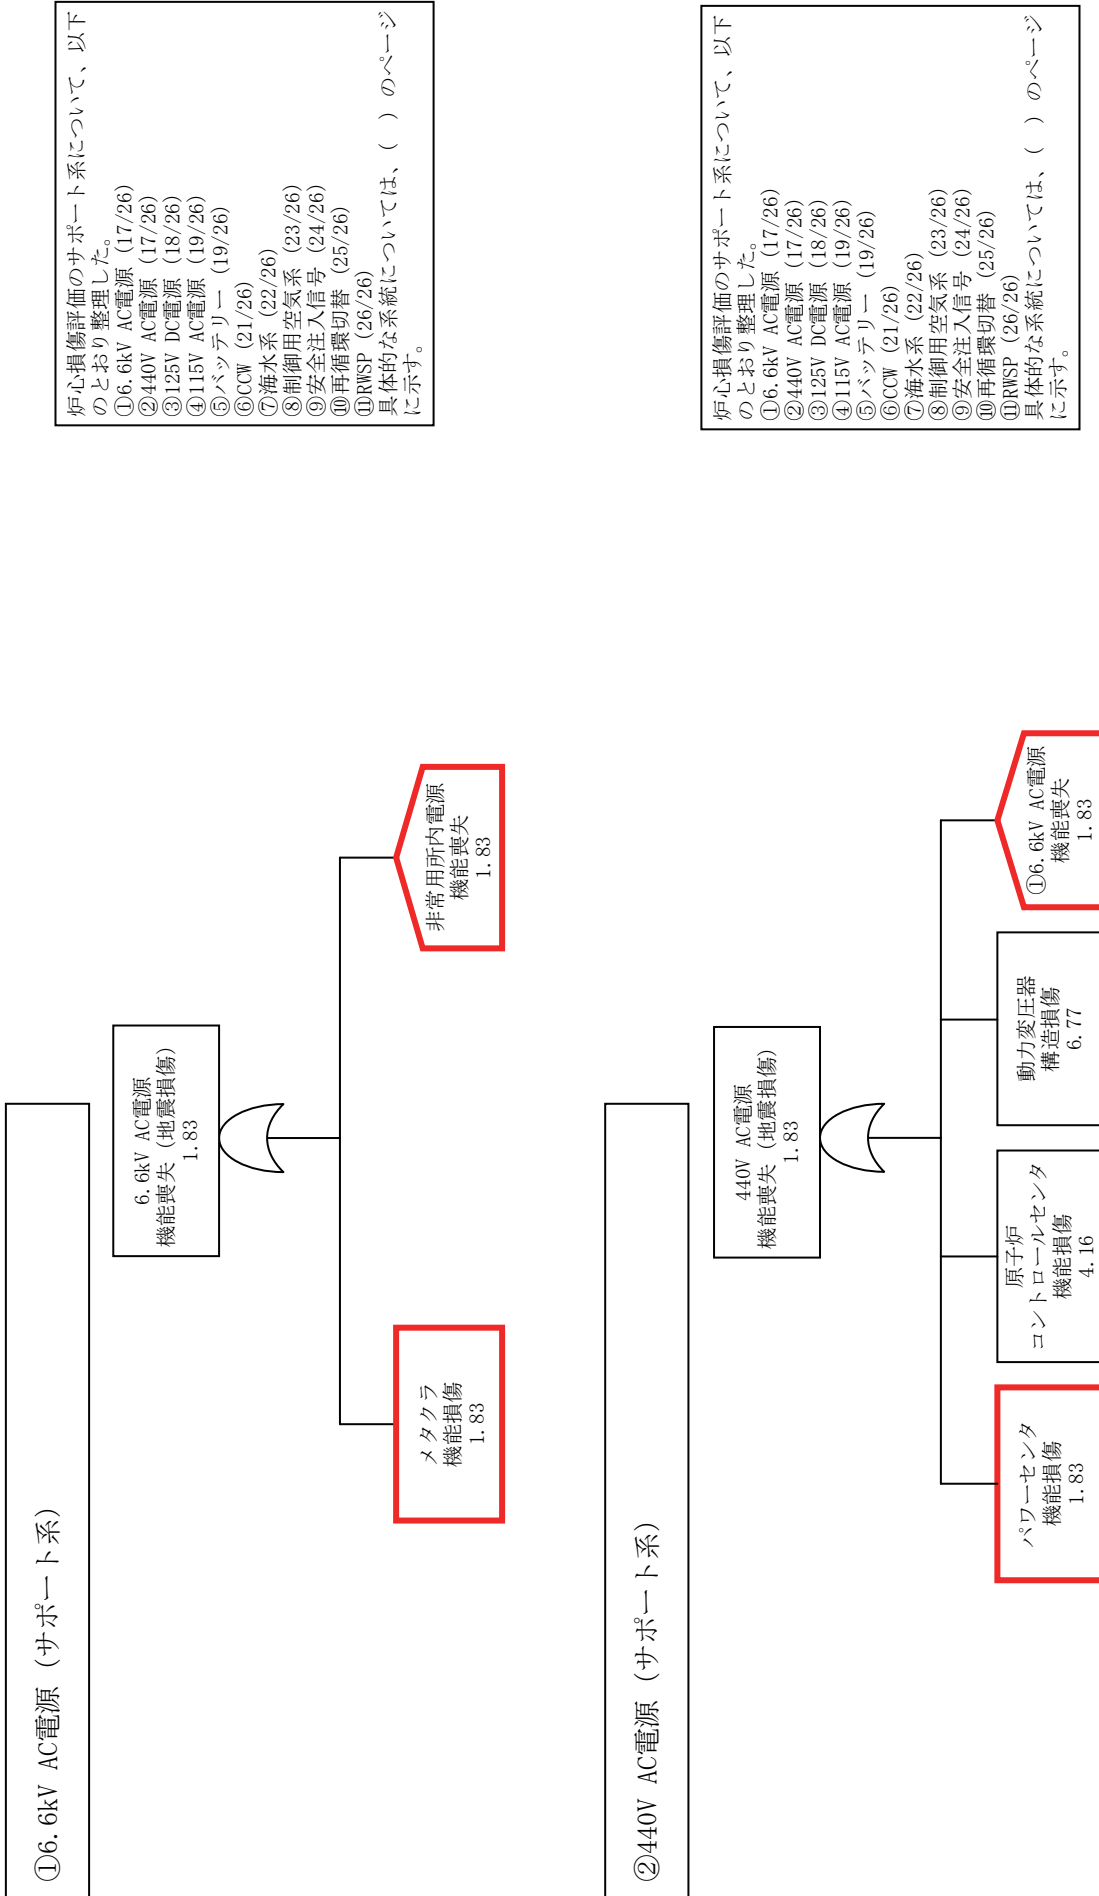 ①6.6kV AC電源（サポート系）
炉心損傷評価のサポート系について、以下
のとおり整理した。
①6.6kV AC電源 (17/26)
②440V AC電源 (17/26)
③125V DC電源 (18/26)
④115V AC電源 (19/26)
⑤バッテリー (19/26)
⑥CCW (21/26)
⑦海水系 (22/26)
⑧制御用空気系 (23/26)
⑨安全注入信号 (24/26)
⑩再循環切替 (25/26)
⑪RWSP (26/26)
具体的な系統については、( ) のページ
に示す。
6.6kV AC電源
機能喪失（地震損傷）
1.83
メタクラ
機能損傷
1.83
非常用所内電源
機能喪失
1.83
②440V AC電源（サポート系）
炉心損傷評価のサポート系について、以下
のとおり整理した。
①6.6kV AC電源 (17/26)
②440V AC電源 (17/26)
③125V DC電源 (18/26)
④115V AC電源 (19/26)
⑤バッテリー (19/26)
⑥CCW (21/26)
⑦海水系 (22/26)
⑧制御用空気系 (23/26)
⑨安全注入信号 (24/26)
⑩再循環切替 (25/26)
⑪RWSP (26/26)
具体的な系統については、( ) のページ
に示す。
440V AC電源
機能喪失（地震損傷）
1.83
パワーセンタ
機能損傷
1.83
原子炉
コントロールセンタ
機能損傷
4.16
動力変圧器
構造損傷
6.77
①6.6kV AC電源
機能喪失
1.83